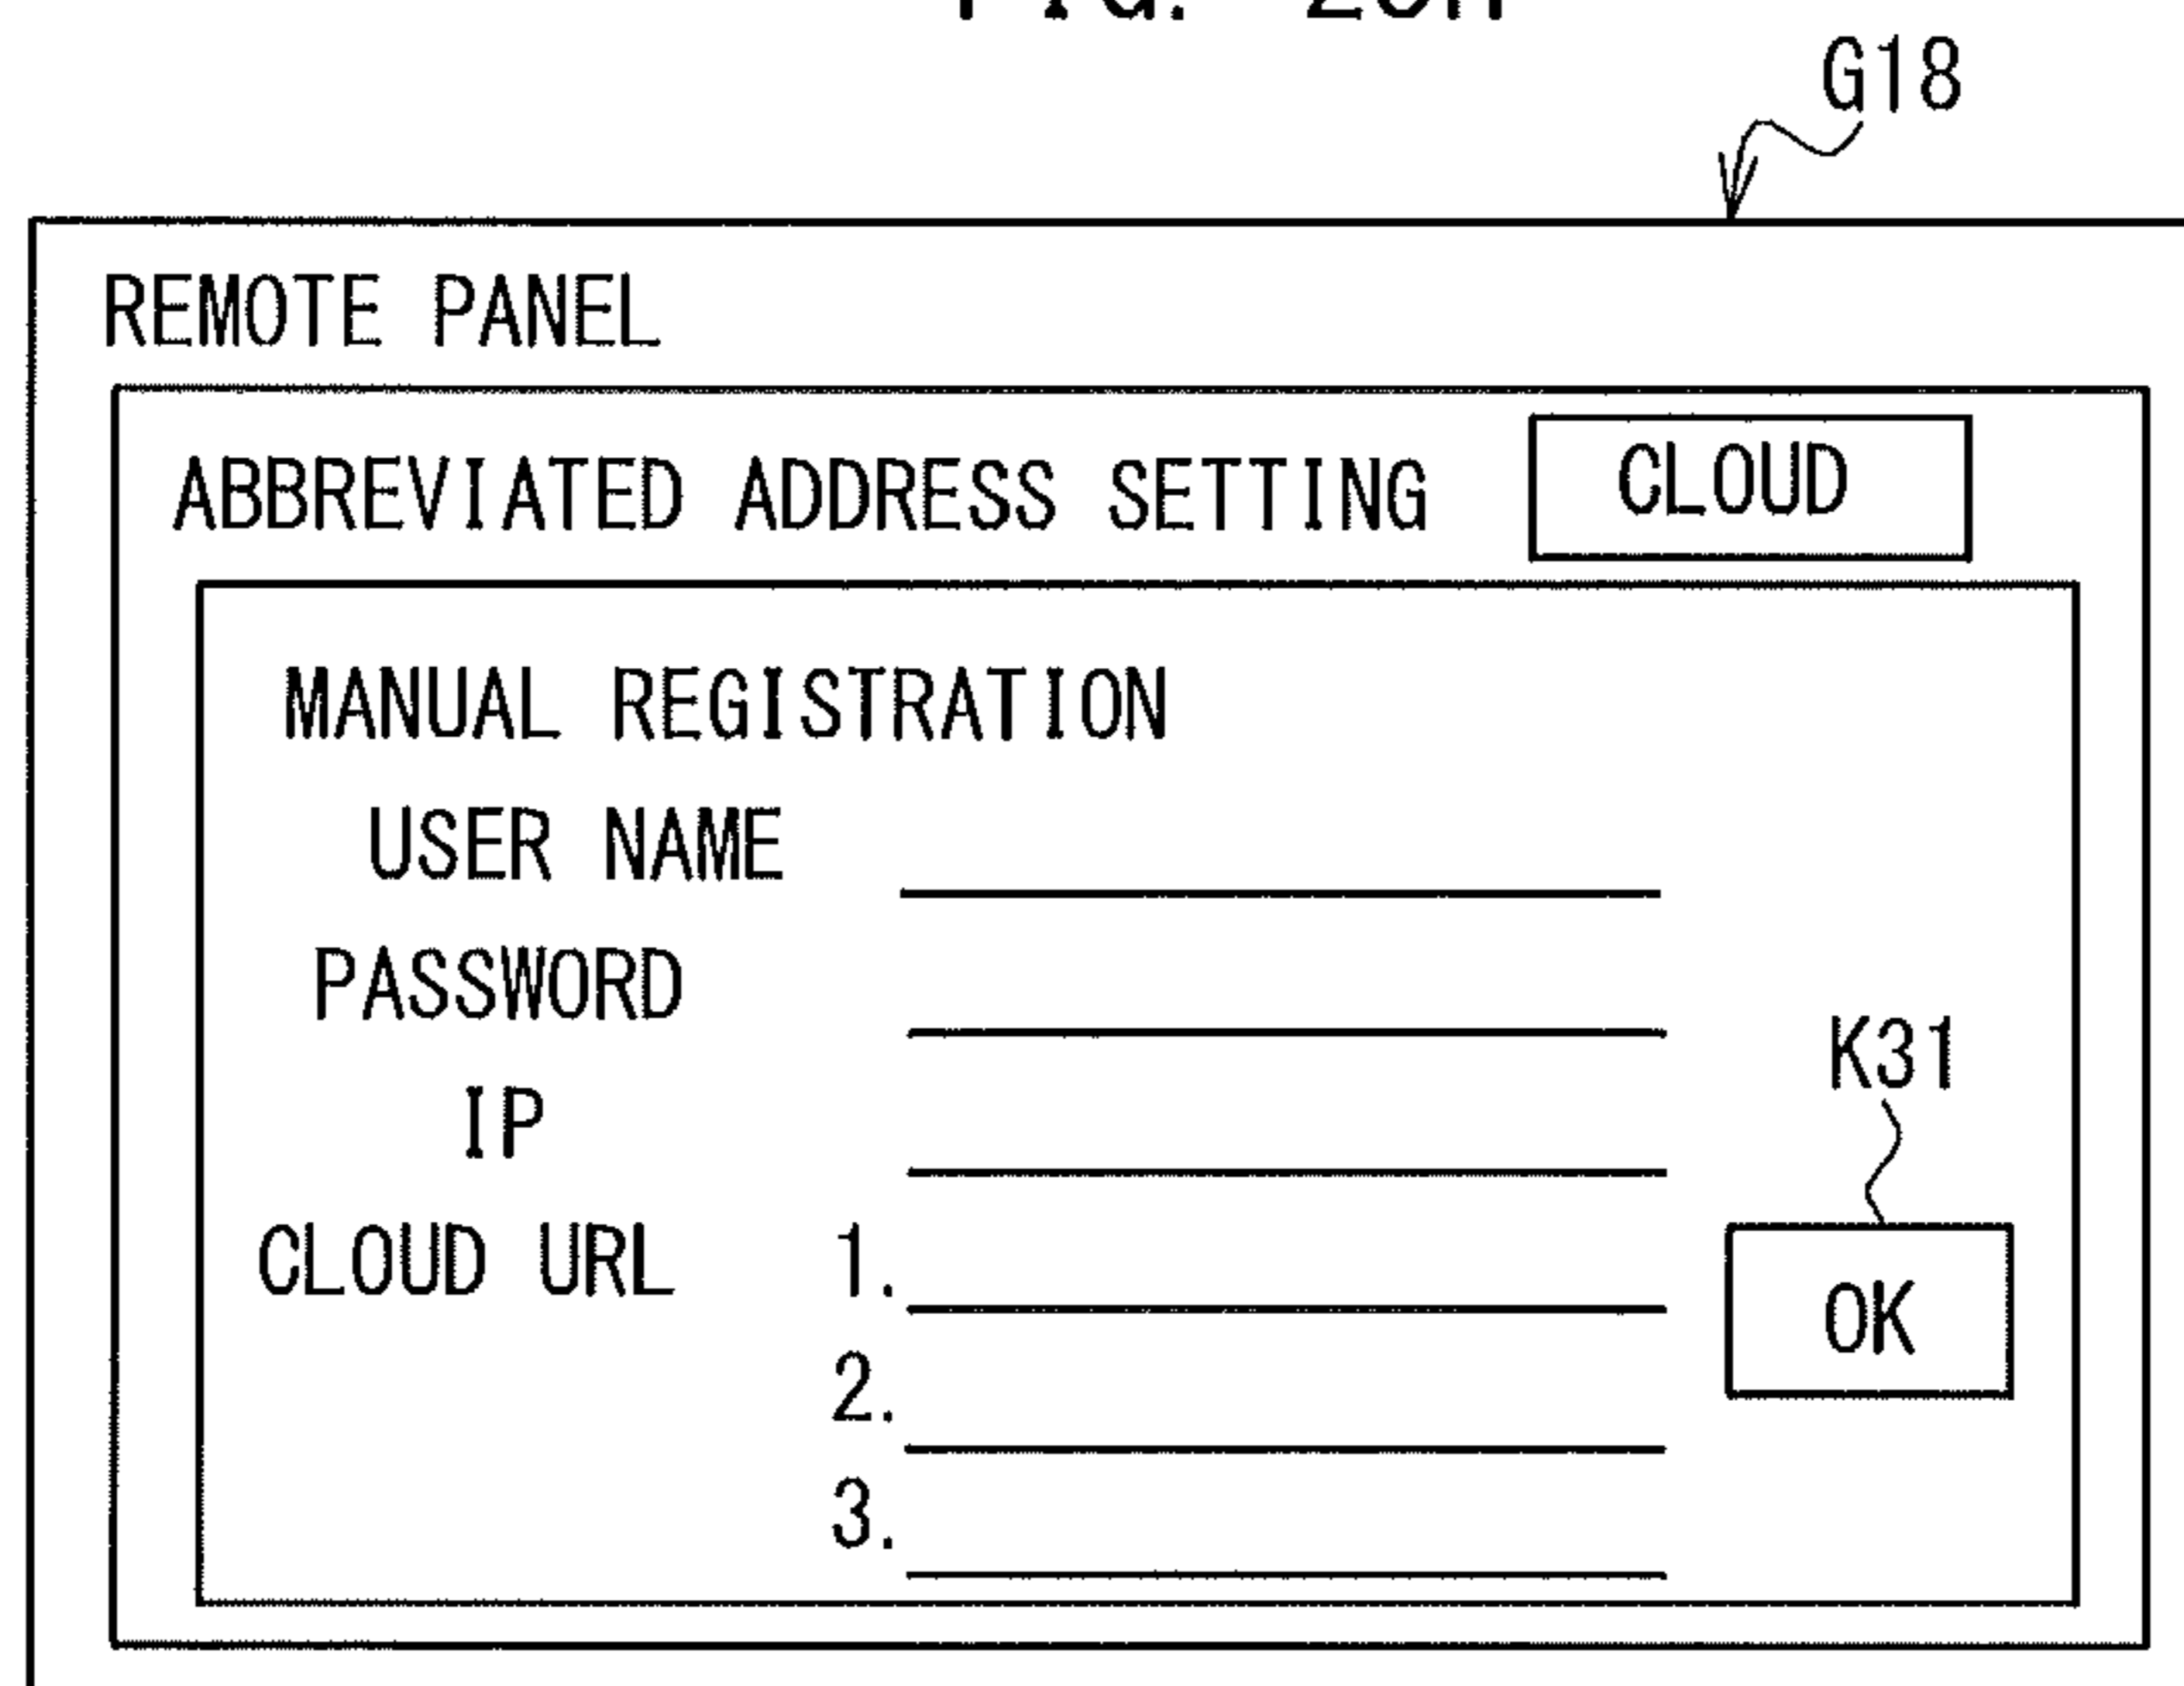 G18
REMOTE PANEL
ABBREVIATED ADDRESS SETTING CLOUD
MANUAL REGISTRATION
USER NAME
PASSWORD
IP
K31
CLOUD URL 1.
OK
2.
3.